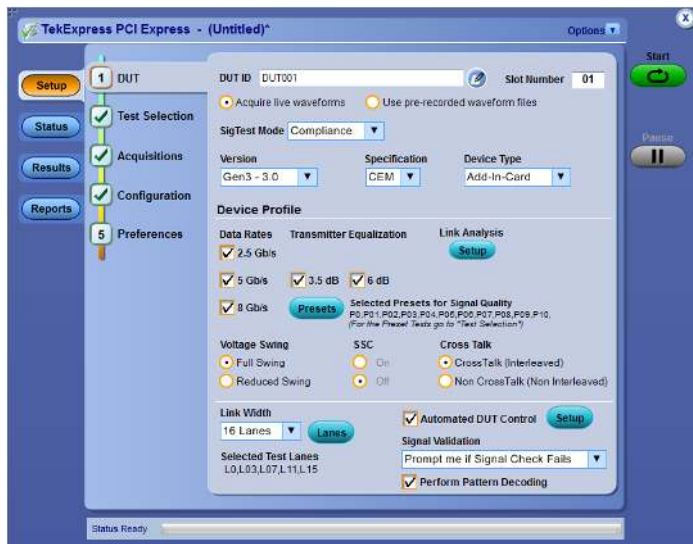 TekExpress PCI Express - (Untitled)*
Options
X
Start
Pause
Setup
Status
Results
Reports
1 DUT
Test Selection
Acquisitions
Configuration
5 Preferences
DUT ID DUT001 Slot Number 01
Acquire live waveforms Use pre-recorded waveform files
SigTest Mode Compliance
Version Specification Device Type
Gen3 - 3.0 CEM Add-In-Card
Device Profile
Data Rates Transmitter Equalization Link Analysis
2.5 Gb/s Setup
5 Gb/s 3.5 dB 6 dB
8 Gb/s Presets
Selected Presets for Signal Quality
P0,P01,P02,P03,P04,P05,P06,P07,P08,P09,P10,
(For the Preset Tests go to "Test Selection")
Voltage Swing SSC Cross Talk
Full Swing On CrossTalk (Interleaved)
Reduced Swing Off Non CrossTalk (Non Interleaved)
Link Width
16 Lanes Lanes
Selected Test Lanes
L0,L03,L07,L11,L15
Automated DUT Control Setup
Signal Validation
Prompt me if Signal Check Fails
Perform Pattern Decoding
Status Ready